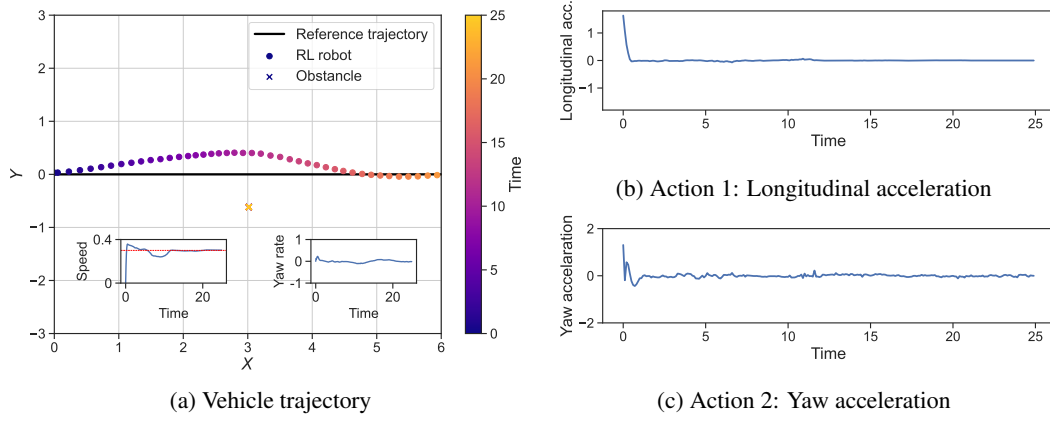 3
2
1
0
−1
−2
−3
Y
Reference trajectory
RL robot
Obstancle
Speed
0.4
0
0
20
Time
Yaw rate
1
0
−1
0
20
Time
0
1
2
3
4
5
6
X
25
20
15
10
5
0
Time
(a) Vehicle trajectory
Longitudinal acc.
1
0
−1
0
5
10
15
20
25
Time
(b) Action 1: Longitudinal acceleration
Yaw accelaration
2
0
−2
0
5
10
15
20
25
Time
(c) Action 2: Yaw acceleration